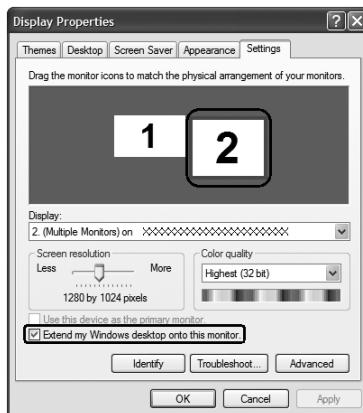 Display Properties
Themes Desktop Screen Saver Appearance Settings
Drag the monitor icons to match the physical arrangement of your monitors.
1 2
Display:
2. (Multiple Monitors) on XXXXXXXXXXXXXXXXXXXXX
Screen resolution
Less More
1280 by 1024 pixels
Color quality
Highest (32 bit)
Use this device as the primary monitor.
Extend my Windows desktop onto this monitor.
Identify Troubleshoot... Advanced
OK Cancel Apply